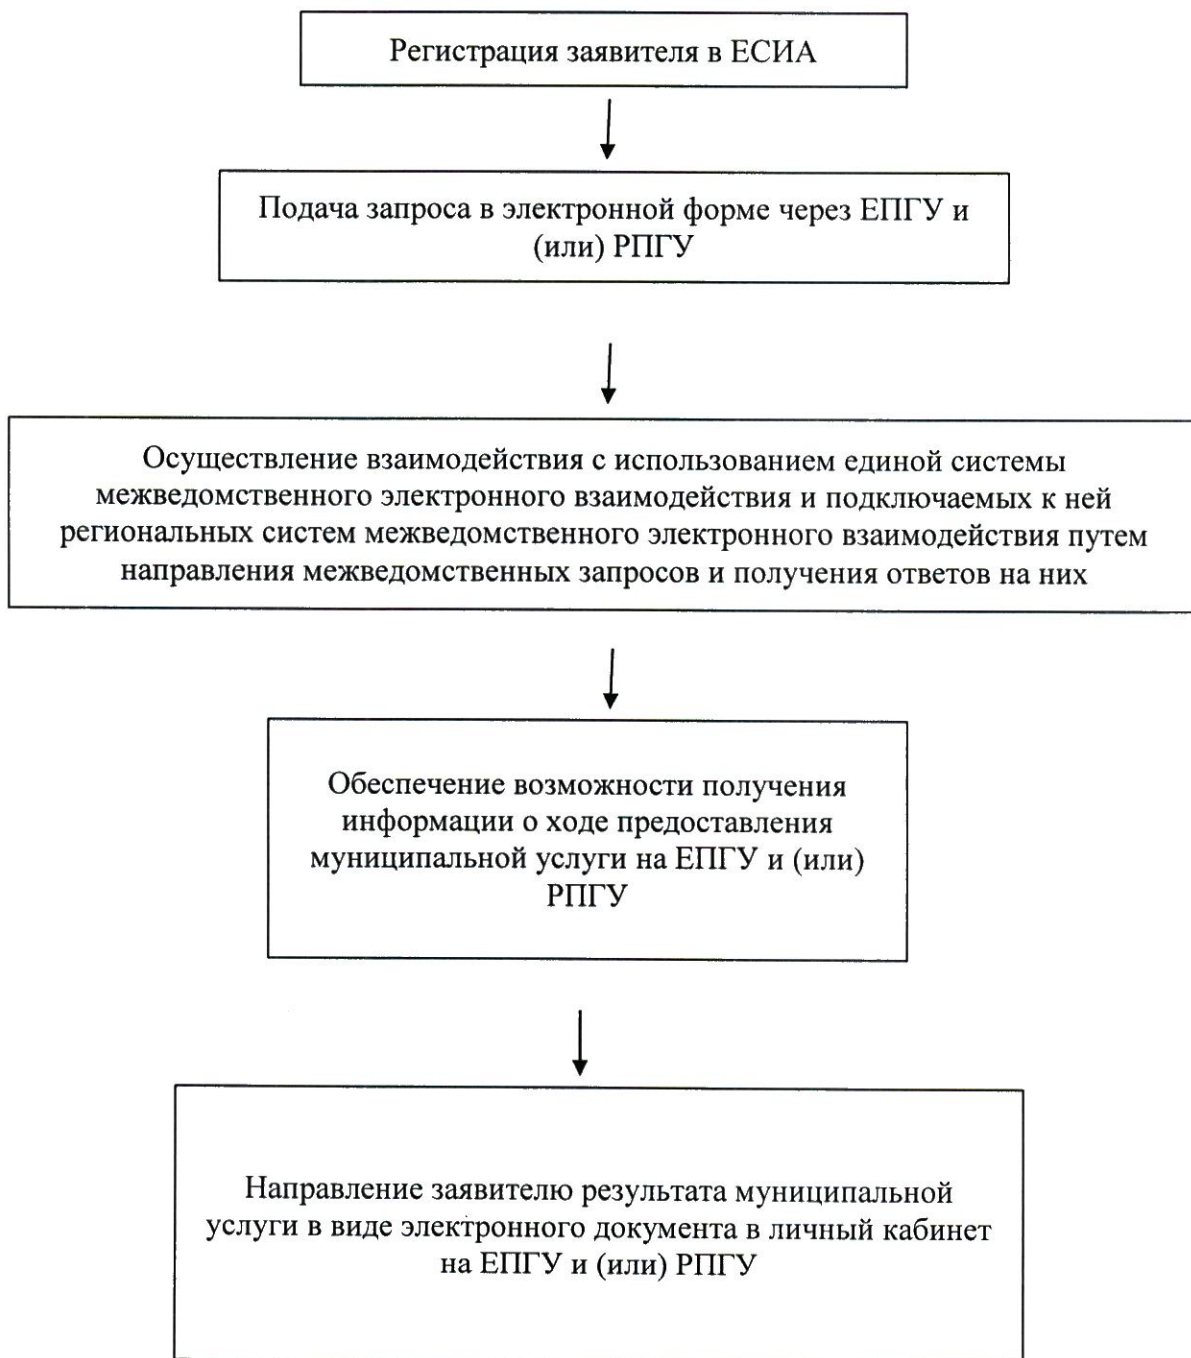 Регистрация заявителя в ЕСИА
Подача запроса в электронной форме через ЕПГУ и
(или) РПГУ
Осуществление взаимодействия с использованием единой системы
межведомственного электронного взаимодействия и подключаемых к ней
региональных систем межведомственного электронного взаимодействия путем
направления межведомственных запросов и получения ответов на них
Обеспечение возможности получения
информации о ходе предоставления
муниципальной услуги на ЕПГУ и (или)
РПГУ
Направление заявителю результата муниципальной
услуги в виде электронного документа в личный кабинет
на ЕПГУ и (или) РПГУ